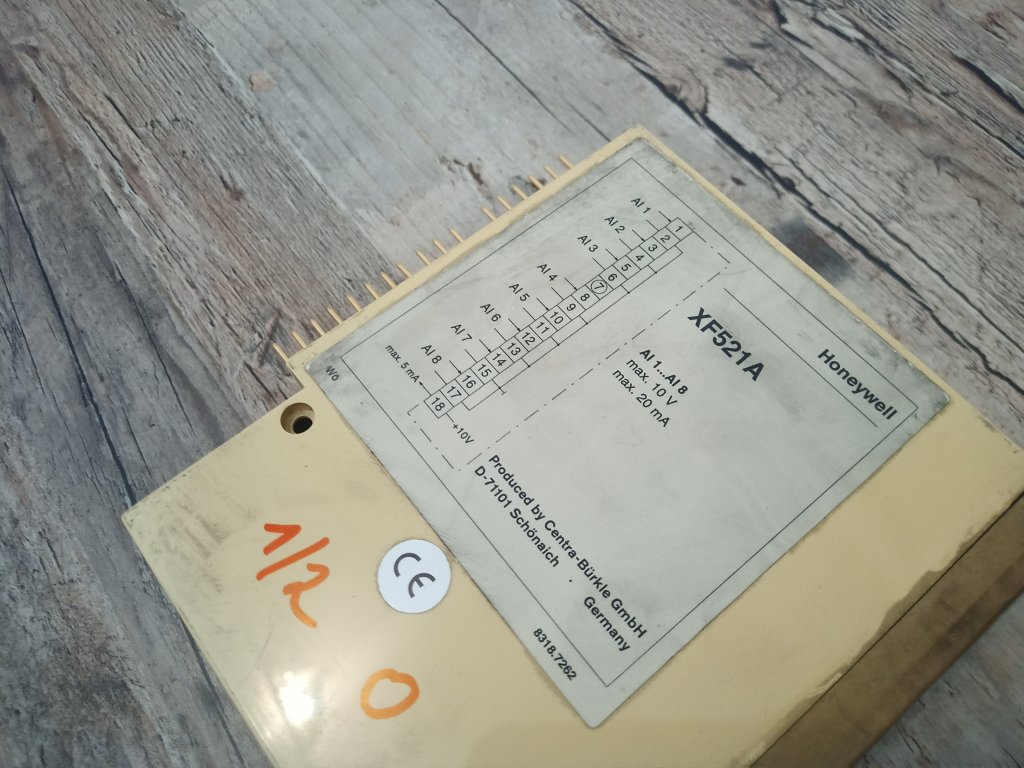 Honeywell
XF521A
AI 1...AI 8
max. 10 V
max. 20 mA
AI 1
AI 2
AI 3
AI 4
AI 5
AI 6
AI 7
AI 8
max. 5 mA
+10V
1
2
3
4
5
6
7
8
9
10
11
12
13
14
15
16
17
18
Wö
Produced by Centra-Bürkle GmbH
D-71101 Schönaich · Germany
8318.7262
CE
1/2
0